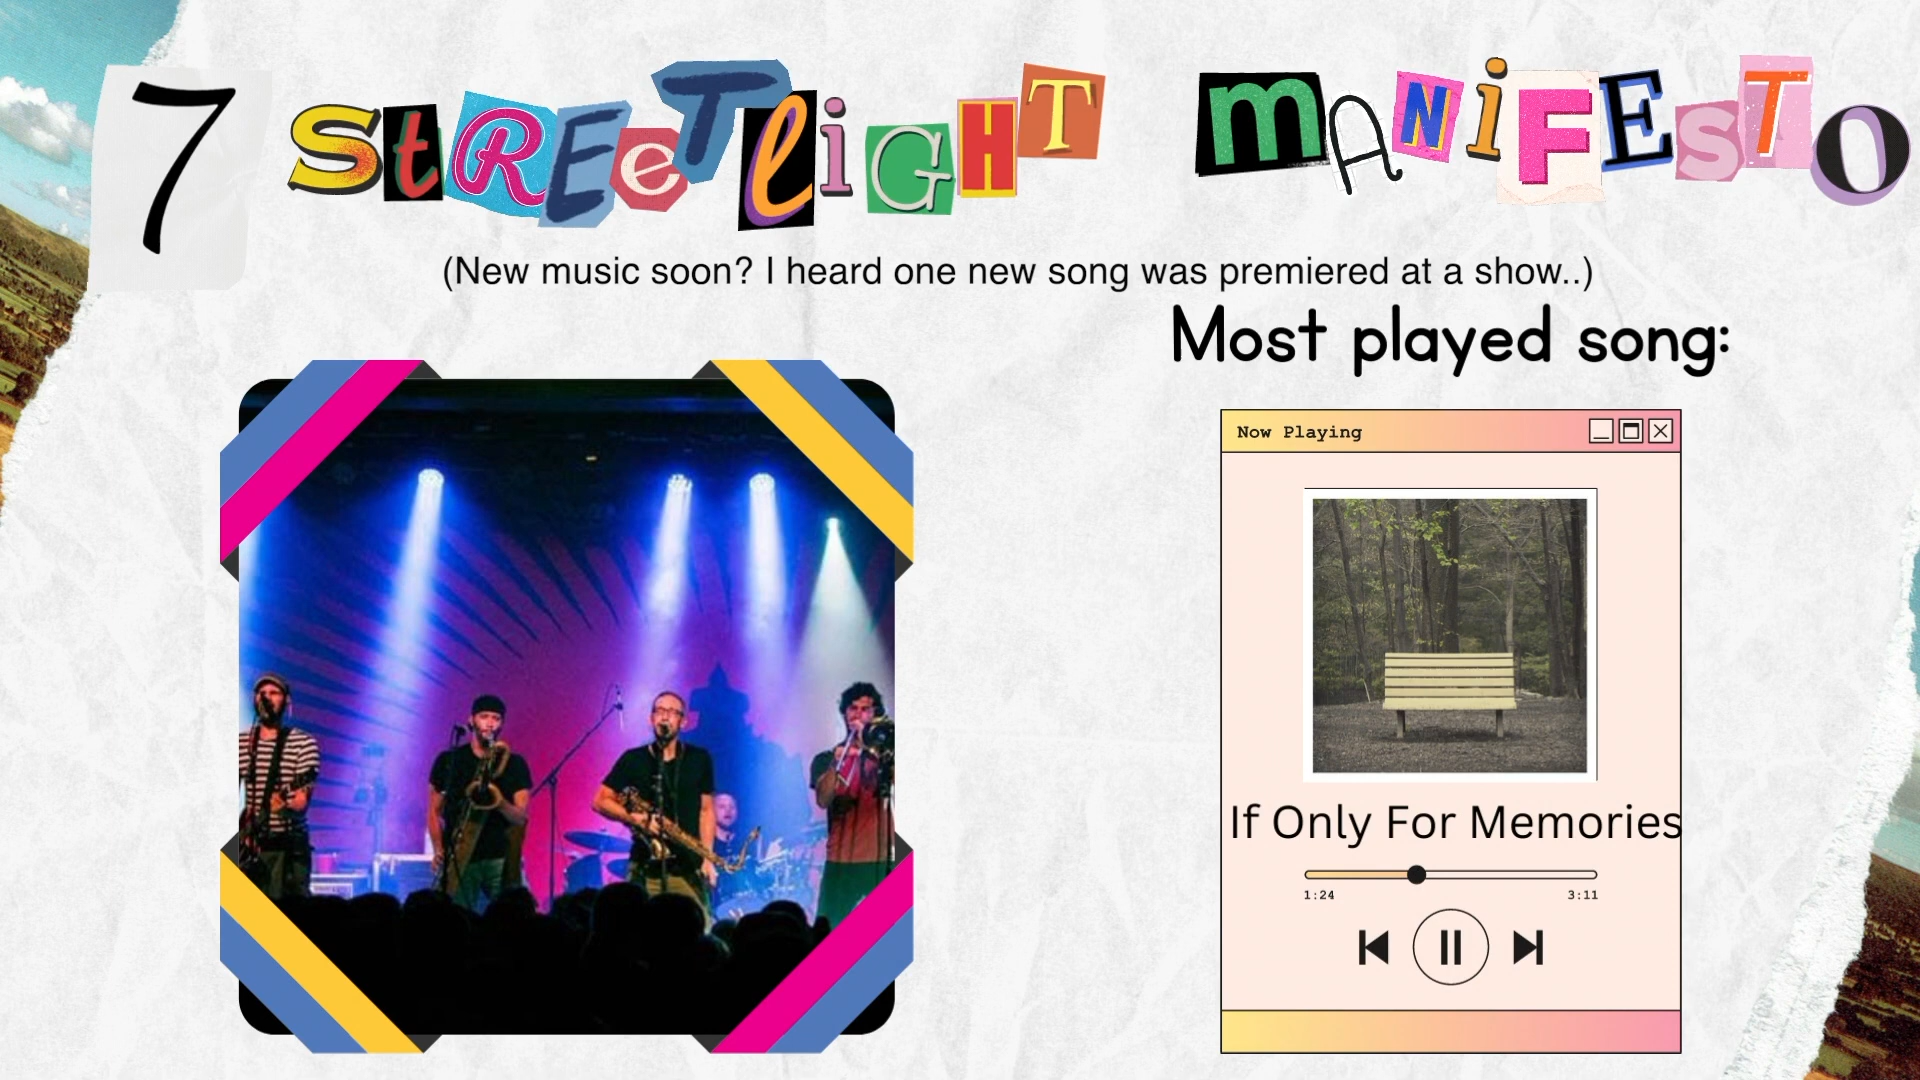 7 StREeTliGHT mANiFEsTO
(New music soon? I heard one new song was premiered at a show..)
Most played song:
Now Playing
If Only For Memories
1:24 3:11